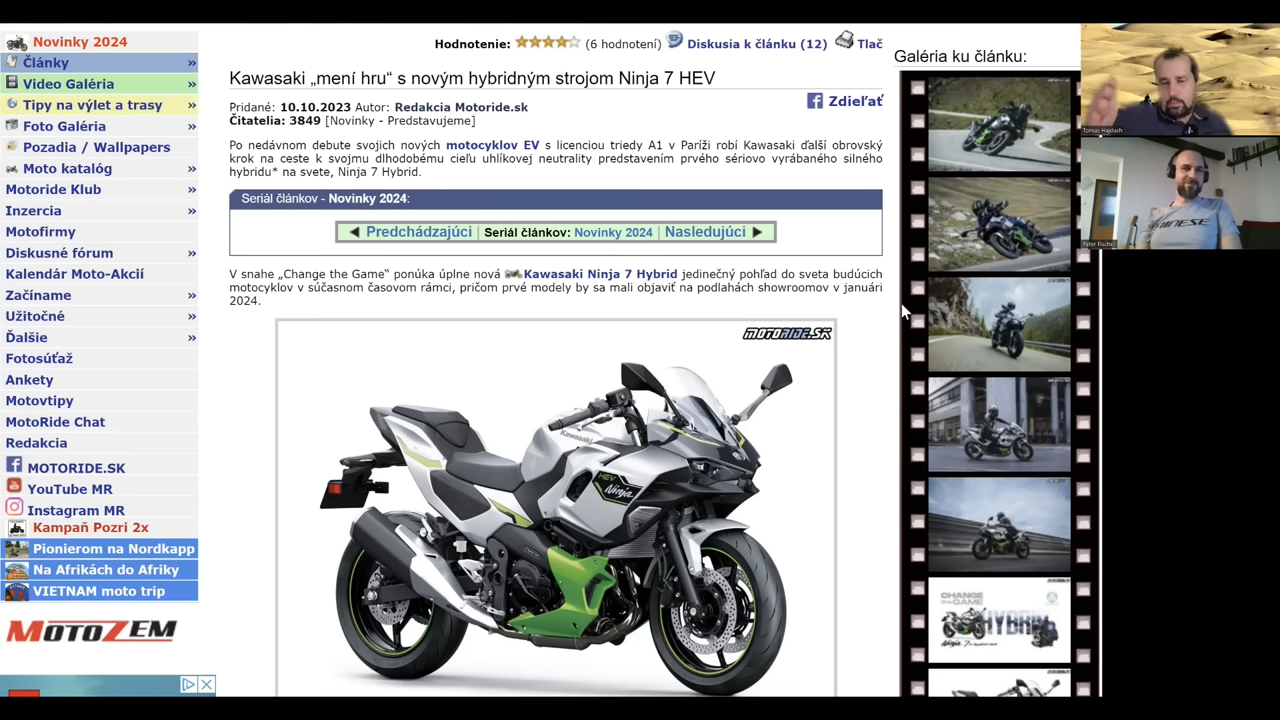 Novinky 2024
Články »
Video Galéria »
Tipy na výlet a trasy »
Foto Galéria »
Pozadia / Wallpapers
Moto katalóg »
Motoride Klub »
Inzercia »
Motofirmy
Diskusné fórum »
Kalendár Moto-Akcií
Začíname »
Užitočné »
Ďalšie »
Fotosúťaž
Ankety
Motovtipy
MotoRide Chat
Redakcia
MOTORIDE.SK
YouTube MR
Instagram MR
Kampaň Pozri 2x
Pionierom na Nordkapp
Na Afrikách do Afriky
VIETNAM moto trip
MOTOZEM
Hodnotenie: (6 hodnotení) Diskusia k článku (12) Tlač
Kawasaki „mení hru“ s novým hybridným strojom Ninja 7 HEV
Pridané: 10.10.2023 Autor: Redakcia Motoride.sk
Zdieľať
Čitatelia: 3849 [Novinky - Predstavujeme]
Po nedávnom debute svojich nových motocyklov EV s licenciou triedy A1 v Paríži robí Kawasaki ďalší obrovský
krok na ceste k svojmu dlhodobému cieľu uhlíkovej neutrality predstavením prvého sériovo vyrábaného silného
hybridu* na svete, Ninja 7 Hybrid.
Seriál článkov - Novinky 2024:
Predchádzajúci | Seriál článkov: Novinky 2024 | Nasledujúci
V snahe „Change the Game“ ponúka úplne nová Kawasaki Ninja 7 Hybrid jedinečný pohľad do sveta budúcich
motocyklov v súčasnom časovom rámci, pričom prvé modely by sa mali objaviť na podlahách showroomov v januári
2024.
MOTORIDE.SK
Kawasaki
HEV
Ninja
Galéria ku článku:
CHANGE
THE GAME
HYBRID
Tomas Hajduch
Peter Fischel